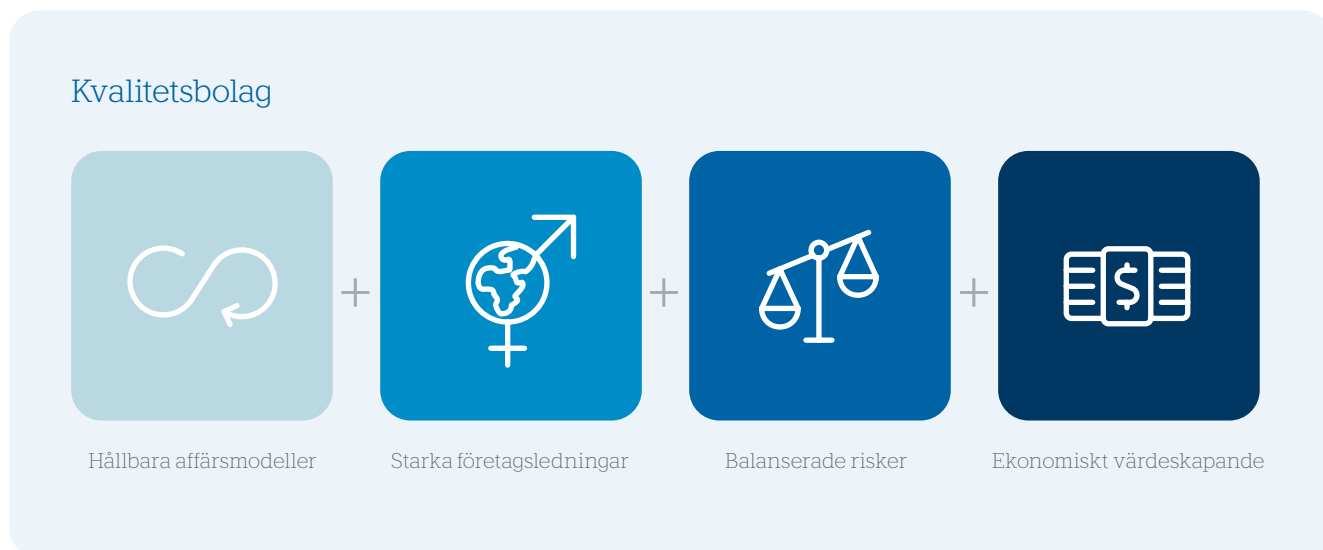 Kvalitetsbolag
+ + +
$
Hållbara affärsmodeller
Starka företagsledningar
Balanserade risker
Ekonomiskt värdeskapande